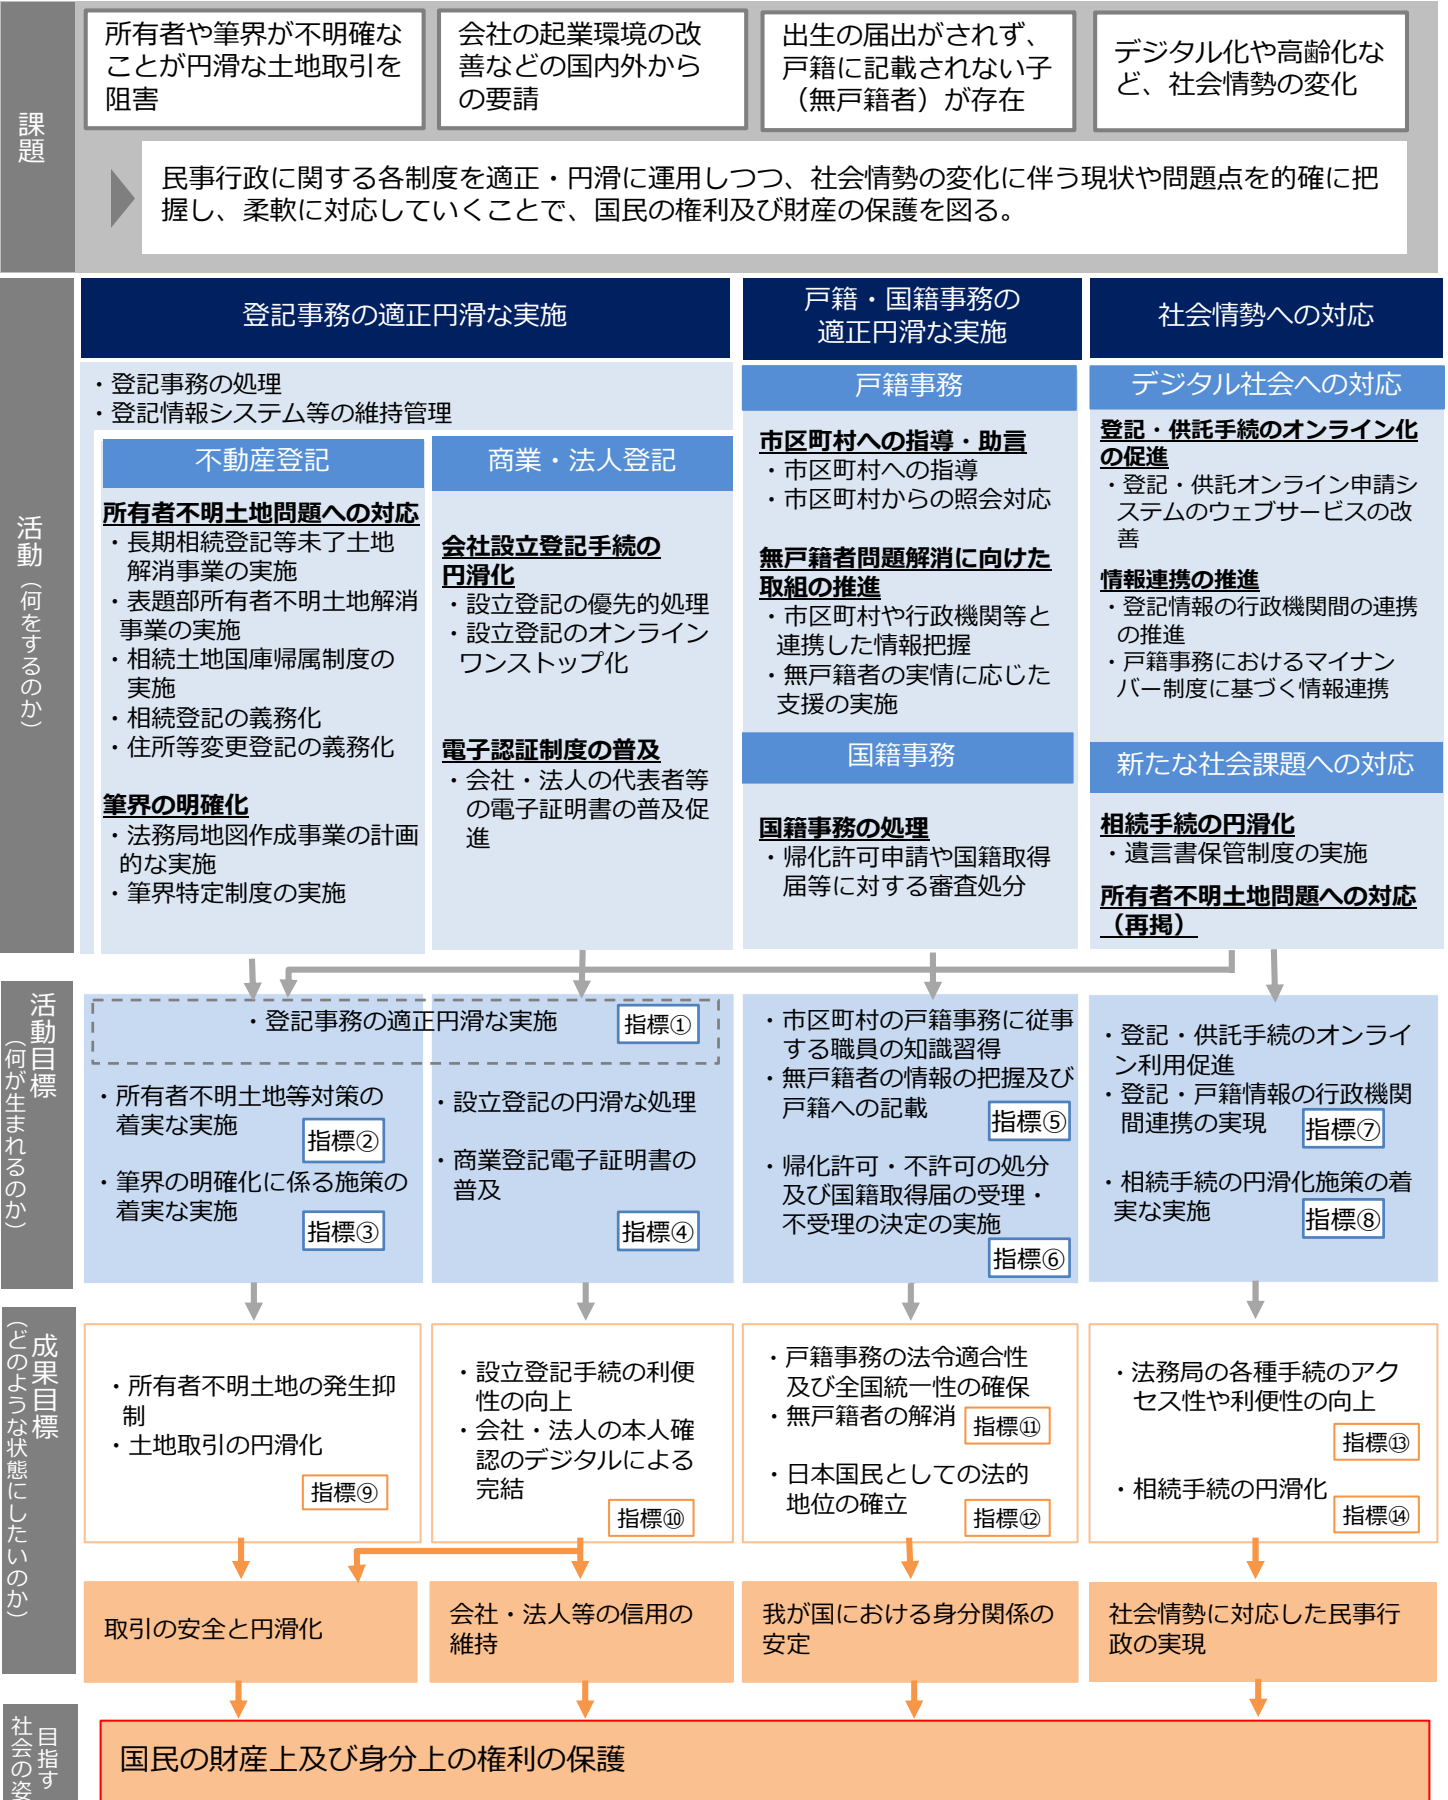 課題
所有者や筆界が不明確な
ことが円滑な土地取引を
阻害
会社の起業環境の改
善などの国内外から
の要請
出生の届出がされず、
戸籍に記載されない子
（無戸籍者）が存在
デジタル化や高齢化な
ど、社会情勢の変化
民事行政に関する各制度を適正・円滑に運用しつつ、社会情勢の変化に伴う現状や問題点を的確に把
握し、柔軟に対応していくことで、国民の権利及び財産の保護を図る。
活動（何をするのか）
登記事務の適正円滑な実施
・登記事務の処理
・登記情報システム等の維持管理
不動産登記
所有者不明土地問題への対応
・長期相続登記等未了土地
解消事業の実施
・表題部所有者不明土地解消
事業の実施
・相続土地国庫帰属制度の
実施
・相続登記の義務化
・住所等変更登記の義務化
筆界の明確化
・法務局地図作成事業の計画
的な実施
・筆界特定制度の実施
商業・法人登記
会社設立登記手続の
円滑化
・設立登記の優先的処理
・設立登記のオンライン
ワンストップ化
電子認証制度の普及
・会社・法人の代表者等
の電子証明書の普及促
進
戸籍・国籍事務の
適正円滑な実施
戸籍事務
市区町村への指導・助言
・市区町村への指導
・市区町村からの照会対応
無戸籍者問題解消に向けた
取組の推進
・市区町村や行政機関等と
連携した情報把握
・無戸籍者の実情に応じた
支援の実施
国籍事務
国籍事務の処理
・帰化許可申請や国籍取得
届等に対する審査処分
社会情勢への対応
デジタル社会への対応
登記・供託手続のオンライン化
の促進
・登記・供託オンライン申請シ
ステムのウェブサービスの改
善
情報連携の推進
・登記情報の行政機関間の連携
の推進
・戸籍事務におけるマイナン
バー制度に基づく情報連携
新たな社会課題への対応
相続手続の円滑化
・遺言書保管制度の実施
所有者不明土地問題への対応
（再掲）
活動目標
（何が生まれるのか）
・登記事務の適正円滑な実施
指標①
・所有者不明土地等対策の
着実な実施
指標②
・筆界の明確化に係る施策の
着実な実施
指標③
・設立登記の円滑な処理
・商業登記電子証明書の
普及
指標④
・市区町村の戸籍事務に従事
する職員の知識習得
・無戸籍者の情報の把握及び
戸籍への記載
指標⑤
・帰化許可・不許可の処分
及び国籍取得届の受理・
不受理の決定の実施
指標⑥
・登記・供託手続のオンライ
ン利用促進
・登記・戸籍情報の行政機関
間連携の実現
指標⑦
・相続手続の円滑化施策の着
実な実施
指標⑧
成果目標
（どのような状態にしたいのか）
・所有者不明土地の発生抑
制
・土地取引の円滑化
指標⑨
・設立登記手続の利便
性の向上
・会社・法人の本人確
認のデジタルによる
完結
指標⑩
・戸籍事務の法令適合性
及び全国統一性の確保
・無戸籍者の解消
指標⑪
・日本国民としての法的
地位の確立
指標⑫
・法務局の各種手続のアク
セス性や利便性の向上
指標⑬
・相続手続の円滑化
指標⑭
取引の安全と円滑化
会社・法人等の信用の
維持
我が国における身分関係の
安定
社会情勢に対応した民事行
政の実現
目指す
社会の姿
国民の財産上及び身分上の権利の保護